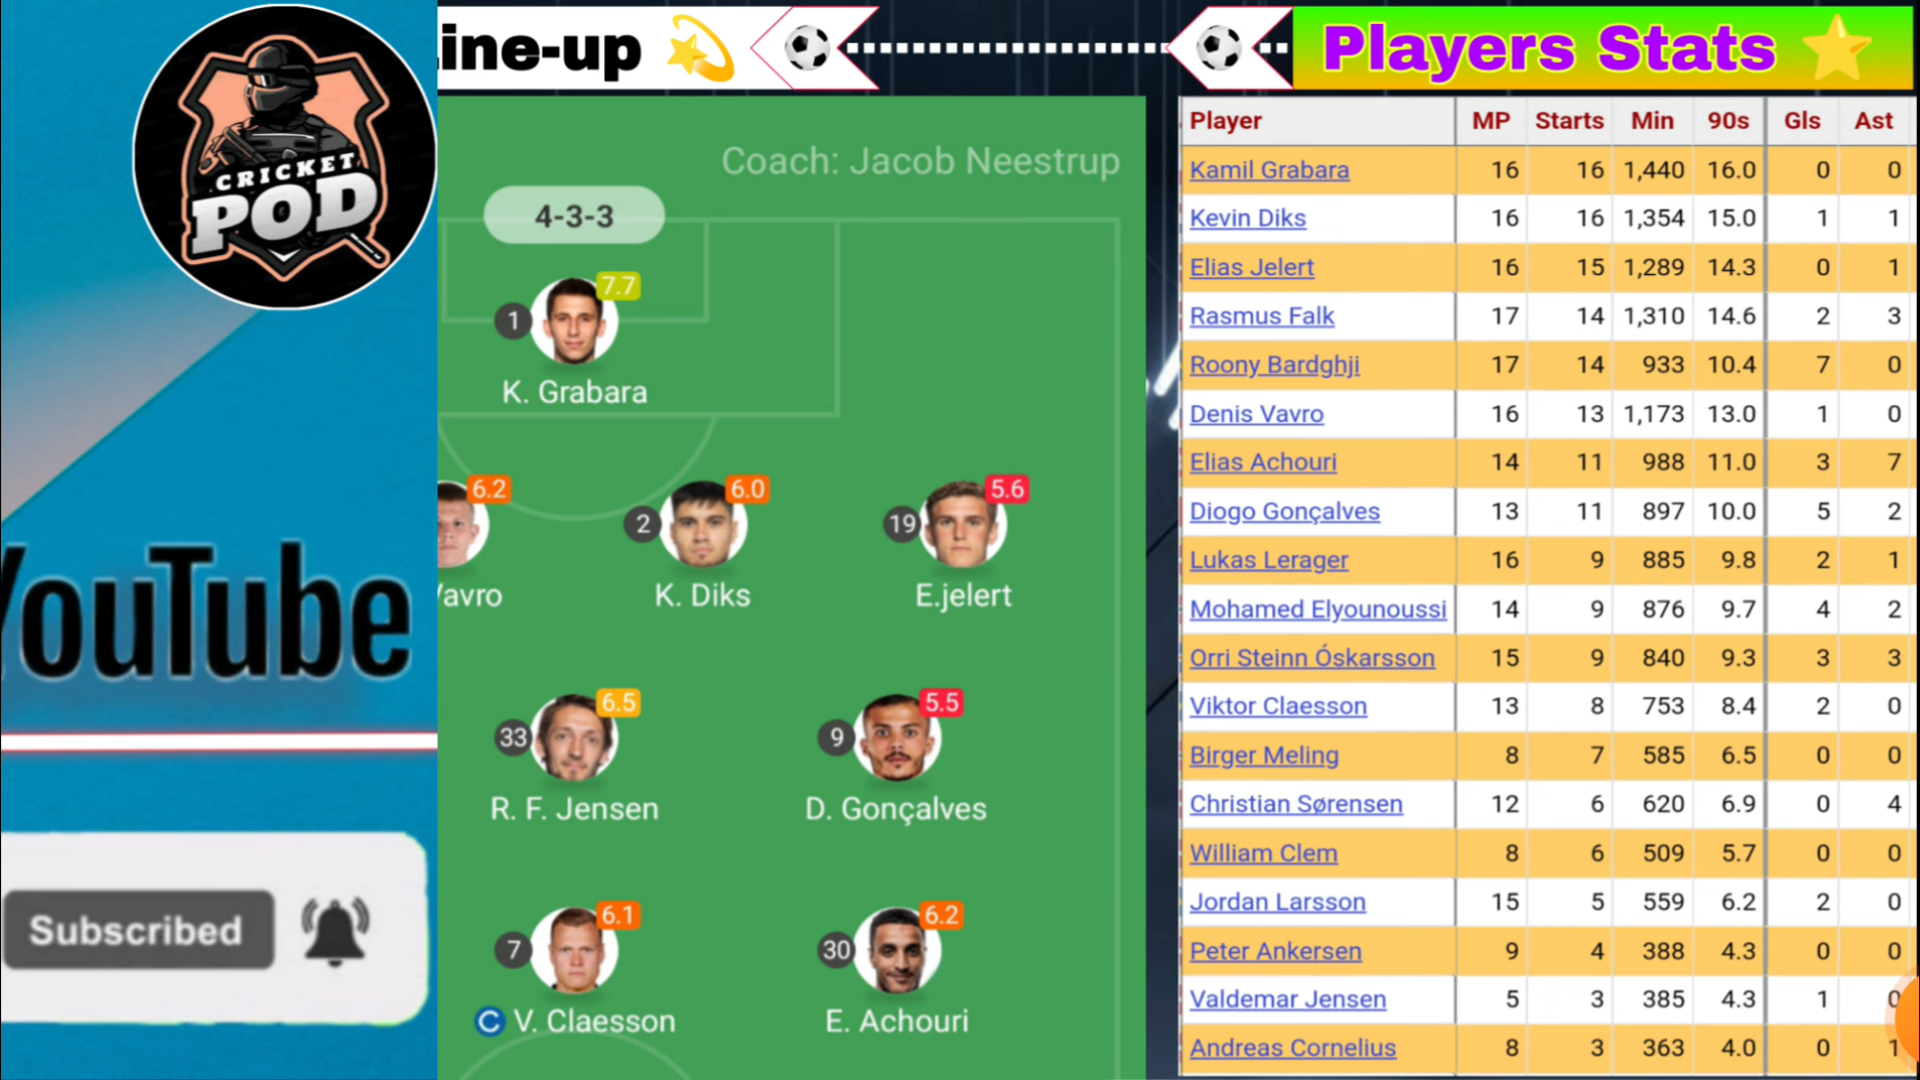 CRICKET
POD
YouTube
Subscribed
ine-up
Coach: Jacob Neestrup
4-3-3
7.7
1
K. Grabara
6.2
6.0
5.6
2
19
Vavro
K. Diks
E.jelert
6.5
5.5
33
9
R. F. Jensen
D. Gonçalves
6.1
6.2
7
30
C V. Claesson
E. Achouri
Players Stats
Player MP Starts Min 90s Gls Ast
Kamil Grabara 16 16 1,440 16.0 0 0
Kevin Diks 16 16 1,354 15.0 1 1
Elias Jelert 16 15 1,289 14.3 0 1
Rasmus Falk 17 14 1,310 14.6 2 3
Roony Bardghji 17 14 933 10.4 7 0
Denis Vavro 16 13 1,173 13.0 1 0
Elias Achouri 14 11 988 11.0 3 7
Diogo Gonçalves 13 11 897 10.0 5 2
Lukas Lerager 16 9 885 9.8 2 1
Mohamed Elyounoussi 14 9 876 9.7 4 2
Orri Steinn Óskarsson 15 9 840 9.3 3 3
Viktor Claesson 13 8 753 8.4 2 0
Birger Meling 8 7 585 6.5 0 0
Christian Sørensen 12 6 620 6.9 0 4
William Clem 8 6 509 5.7 0 0
Jordan Larsson 15 5 559 6.2 2 0
Peter Ankersen 9 4 388 4.3 0 0
Valdemar Jensen 5 3 385 4.3 1 0
Andreas Cornelius 8 3 363 4.0 0 1